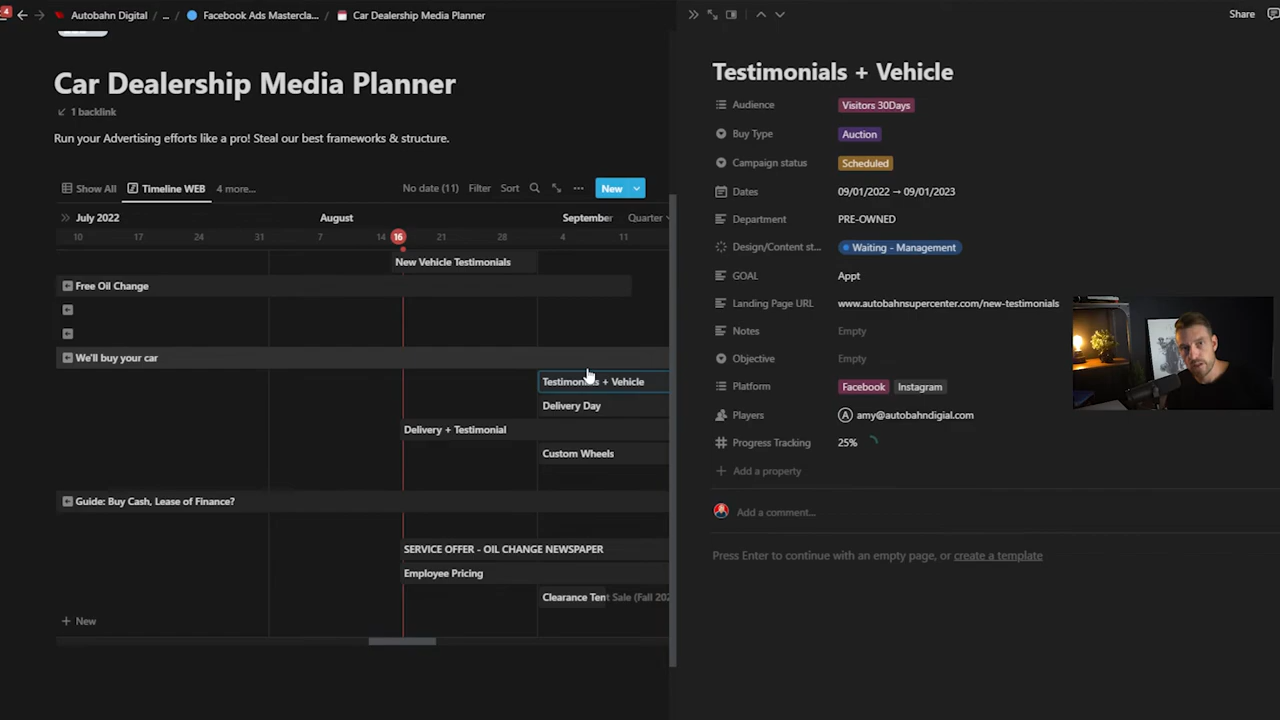 4
Autobahn Digital / ... / Facebook Ads Mastercla... / Car Dealership Media Planner
Share
Car Dealership Media Planner
1 backlink
Run your Advertising efforts like a pro! Steal our best frameworks & structure.
Show All Timeline WEB 4 more...
No date (11) Filter Sort New
July 2022 August September Quarter
10 17 24 31 7 14 16 21 28 4 11
New Vehicle Testimonials
Free Oil Change
We'll buy your car
Testimonials + Vehicle
Delivery Day
Delivery + Testimonial
Custom Wheels
Guide: Buy Cash, Lease of Finance?
SERVICE OFFER - OIL CHANGE NEWSPAPER
Employee Pricing
Clearance Tent Sale (Fall 202
+ New
Testimonials + Vehicle
Audience Visitors 30Days
Buy Type Auction
Campaign status Scheduled
Dates 09/01/2022 → 09/01/2023
Department PRE-OWNED
Design/Content st... Waiting - Management
GOAL Appt
Landing Page URL www.autobahnsupercenter.com/new-testimonials
Notes Empty
Objective Empty
Platform Facebook Instagram
Players A amy@autobahndigial.com
Progress Tracking 25%
+ Add a property
Add a comment...
Press Enter to continue with an empty page, or create a template